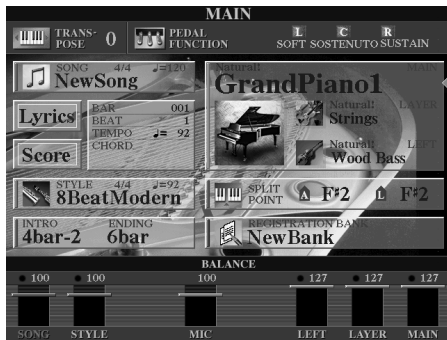 MAIN
TRANS-
POSE 0
PEDAL
FUNCTION
L C R
SOFT SOSTENUTO SUSTAIN
SONG 4/4 ♩=120
NewSong
Lyrics
Score
BAR 001
BEAT 1
TEMPO ♩= 92
CHORD
Natural! MAIN
GrandPiano1
Natural! LAYER
Strings
Natural! LEFT
Wood Bass
STYLE 4/4 ♩=92
8BeatModern
SPLIT
POINT
A F♯2 L F♯2
INTRO ENDING
4bar-2 6bar
REGISTRATION BANK
NewBank
BALANCE
100 100 100 127 127 127
SONG STYLE MIC LEFT LAYER MAIN